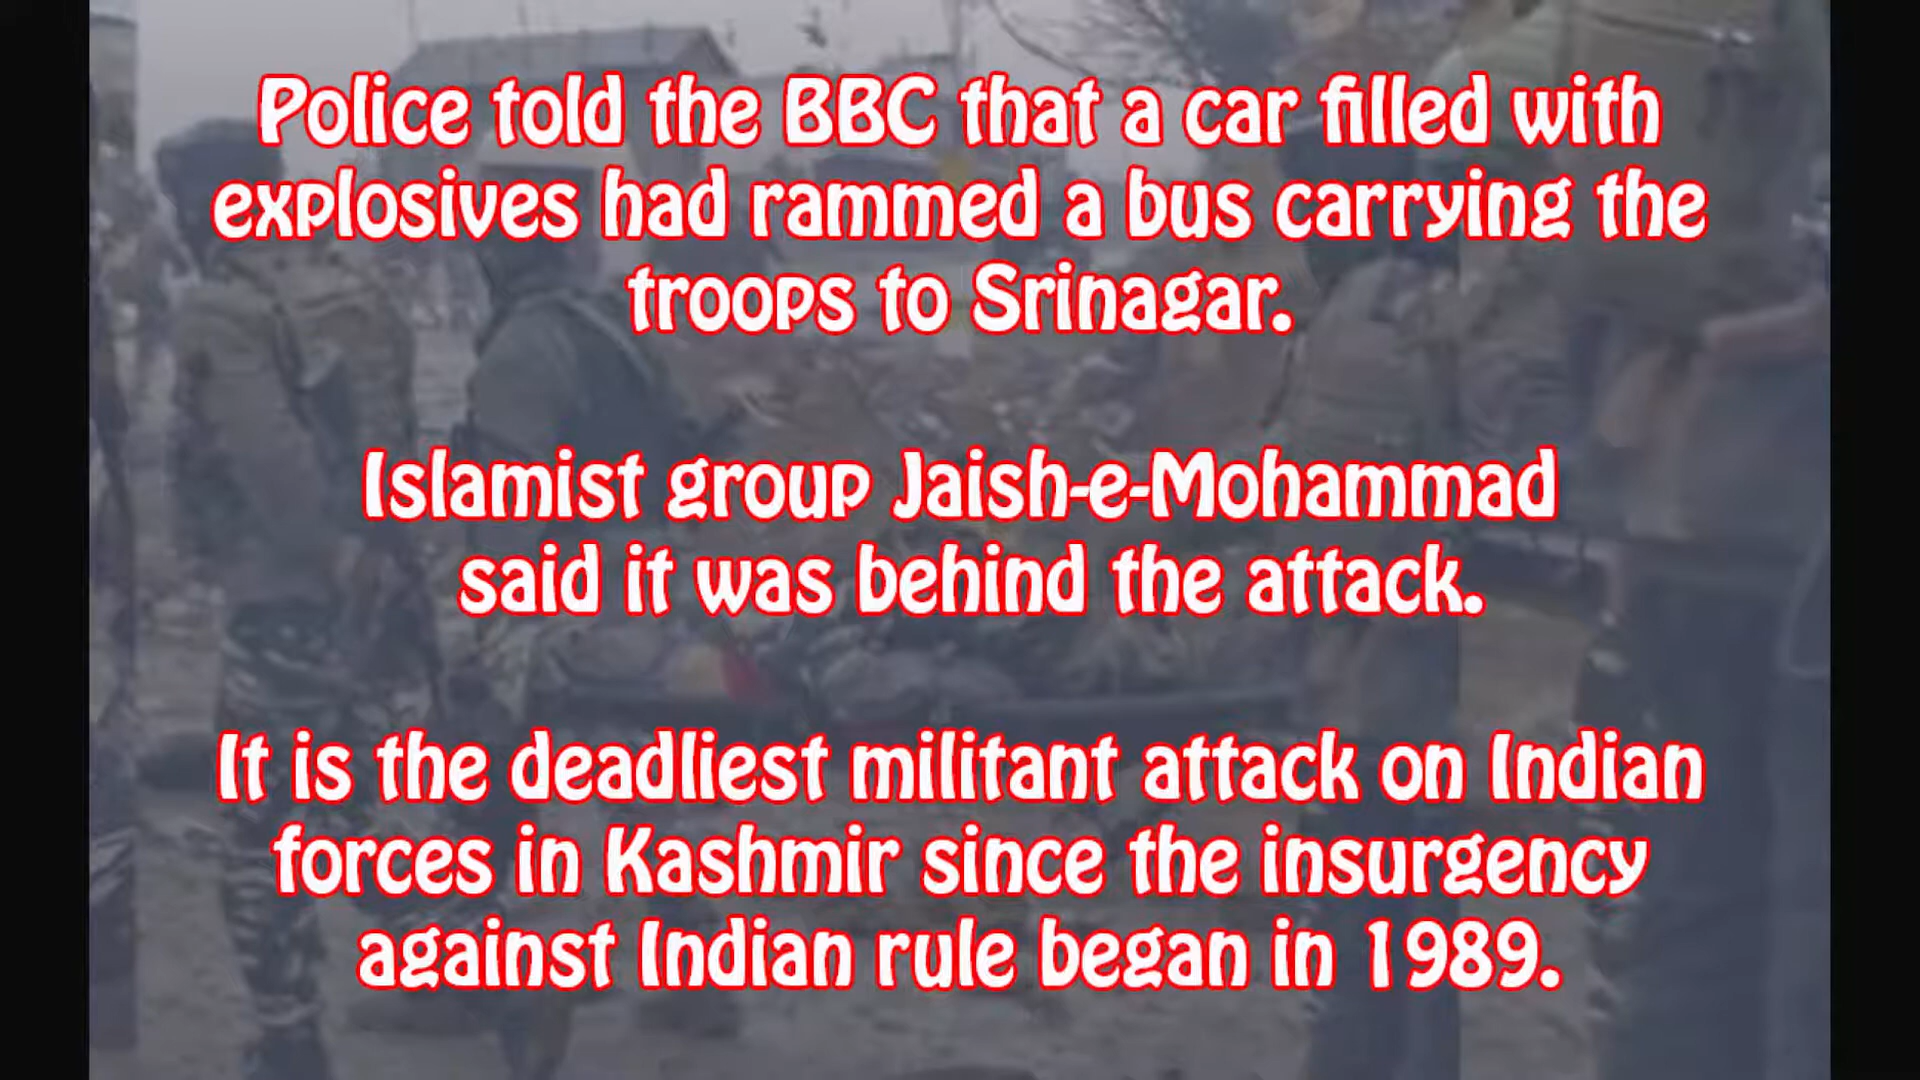 Police told the BBC that a car filled with
explosives had rammed a bus carrying the
troops to Srinagar.
Islamist group Jaish-e-Mohammad
said it was behind the attack.
It is the deadliest militant attack on Indian
forces in Kashmir since the insurgency
against Indian rule began in 1989.